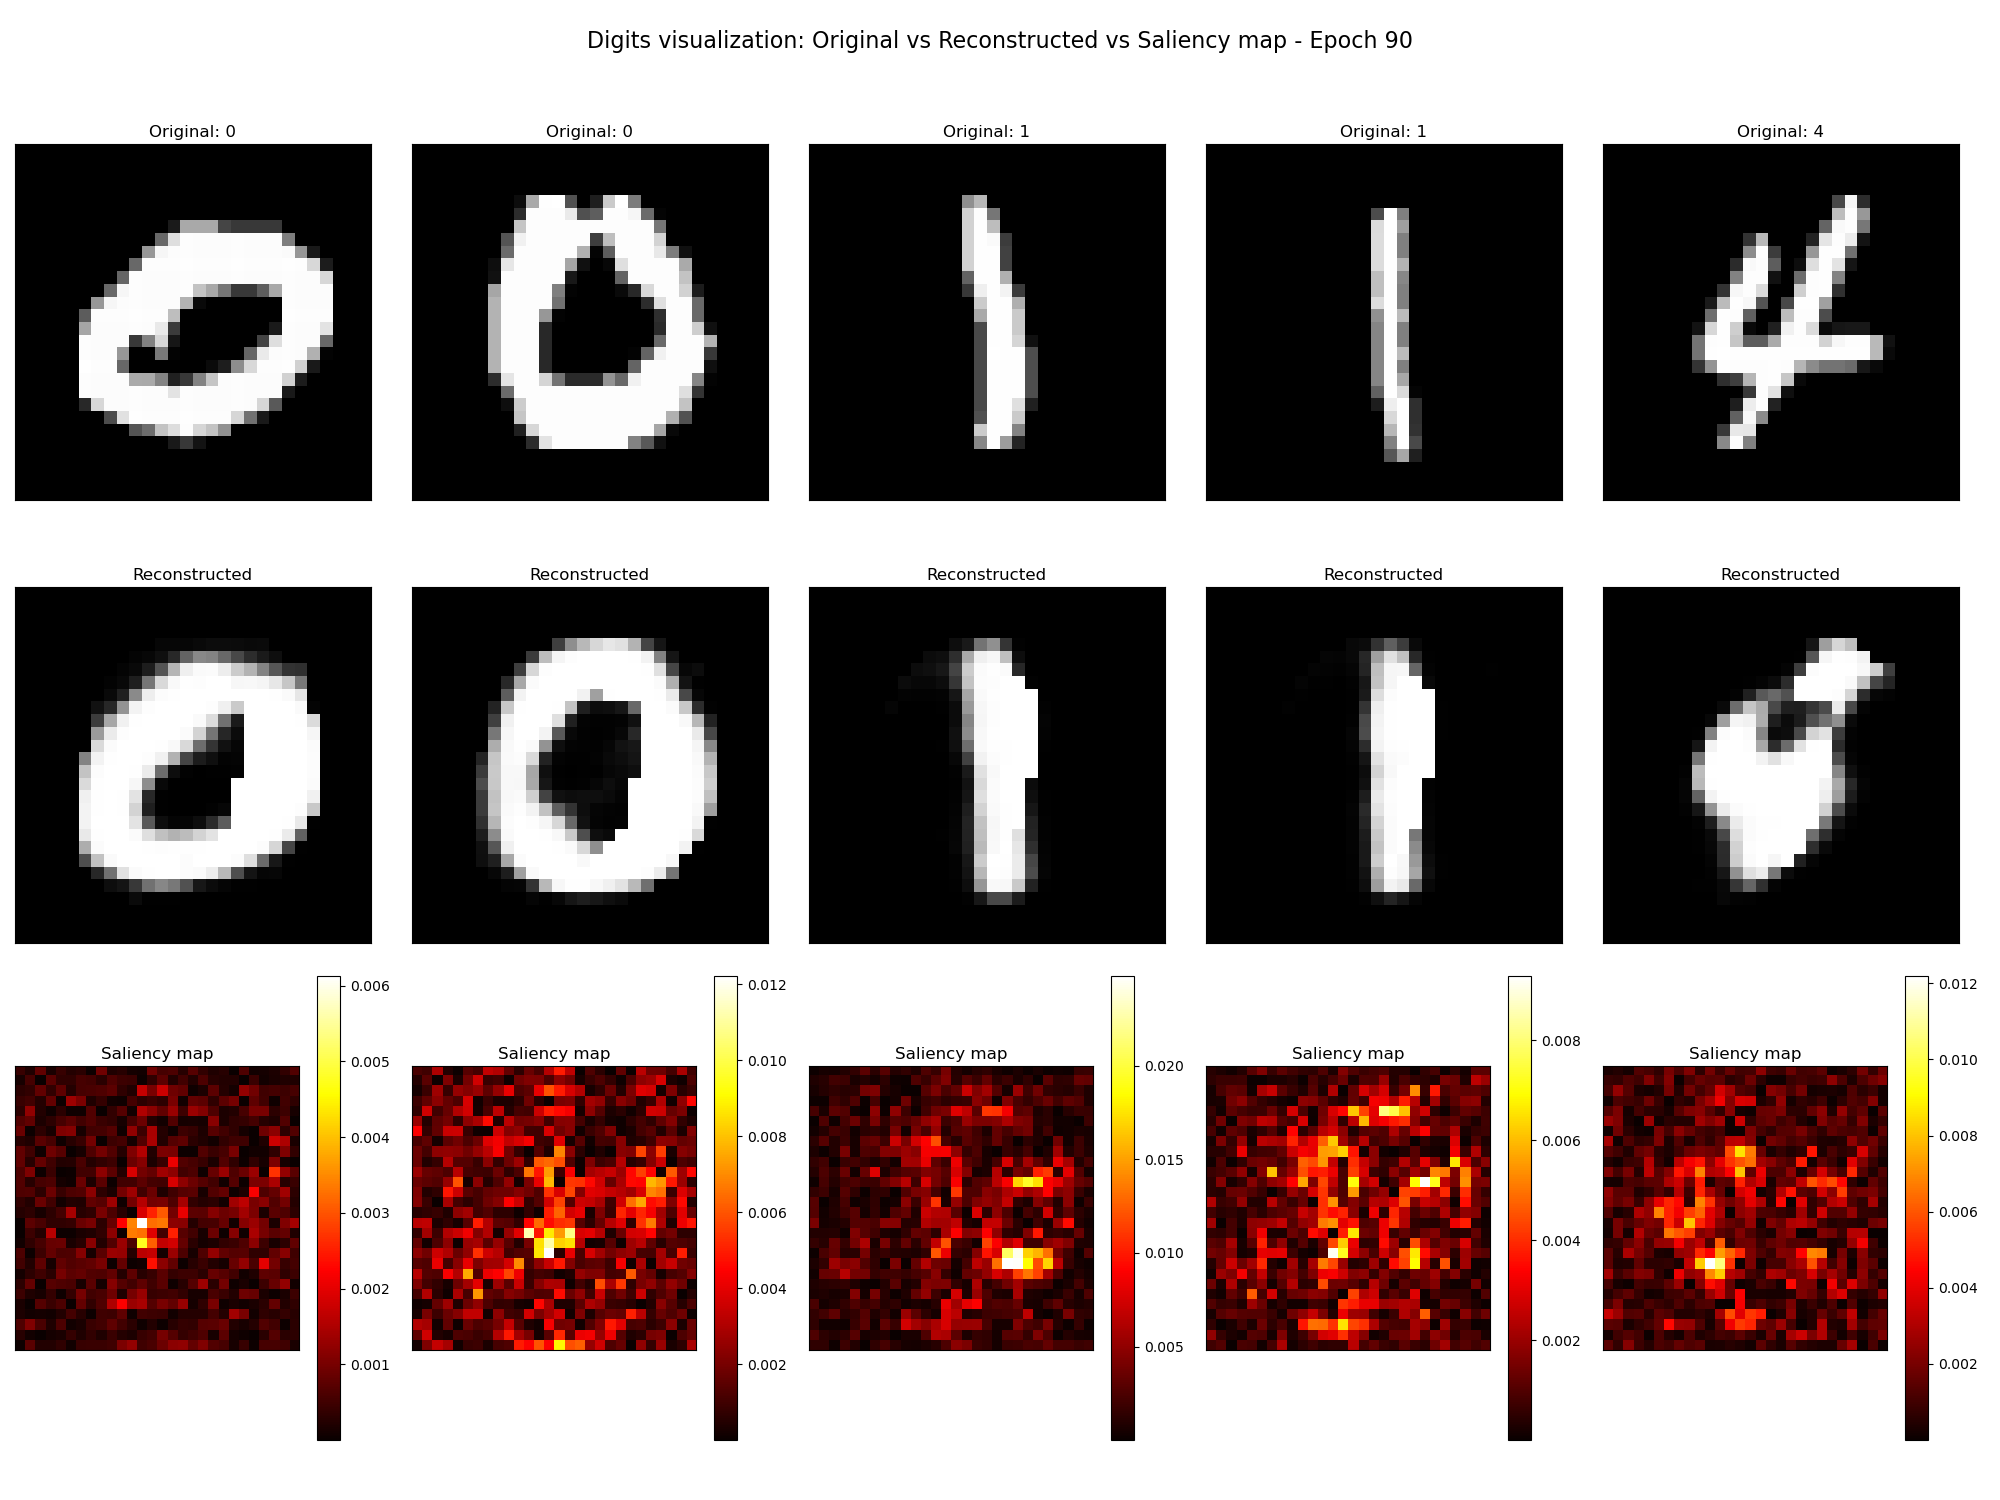 Digits visualization: Original vs Reconstructed vs Saliency map - Epoch 90
Original: 0
Original: 0
Original: 1
Original: 1
Original: 4
Reconstructed
Reconstructed
Reconstructed
Reconstructed
Reconstructed
Saliency map
0.006
0.005
0.004
0.003
0.002
0.001
Saliency map
0.012
0.010
0.008
0.006
0.004
0.002
Saliency map
0.020
0.015
0.010
0.005
Saliency map
0.008
0.006
0.004
0.002
Saliency map
0.012
0.010
0.008
0.006
0.004
0.002